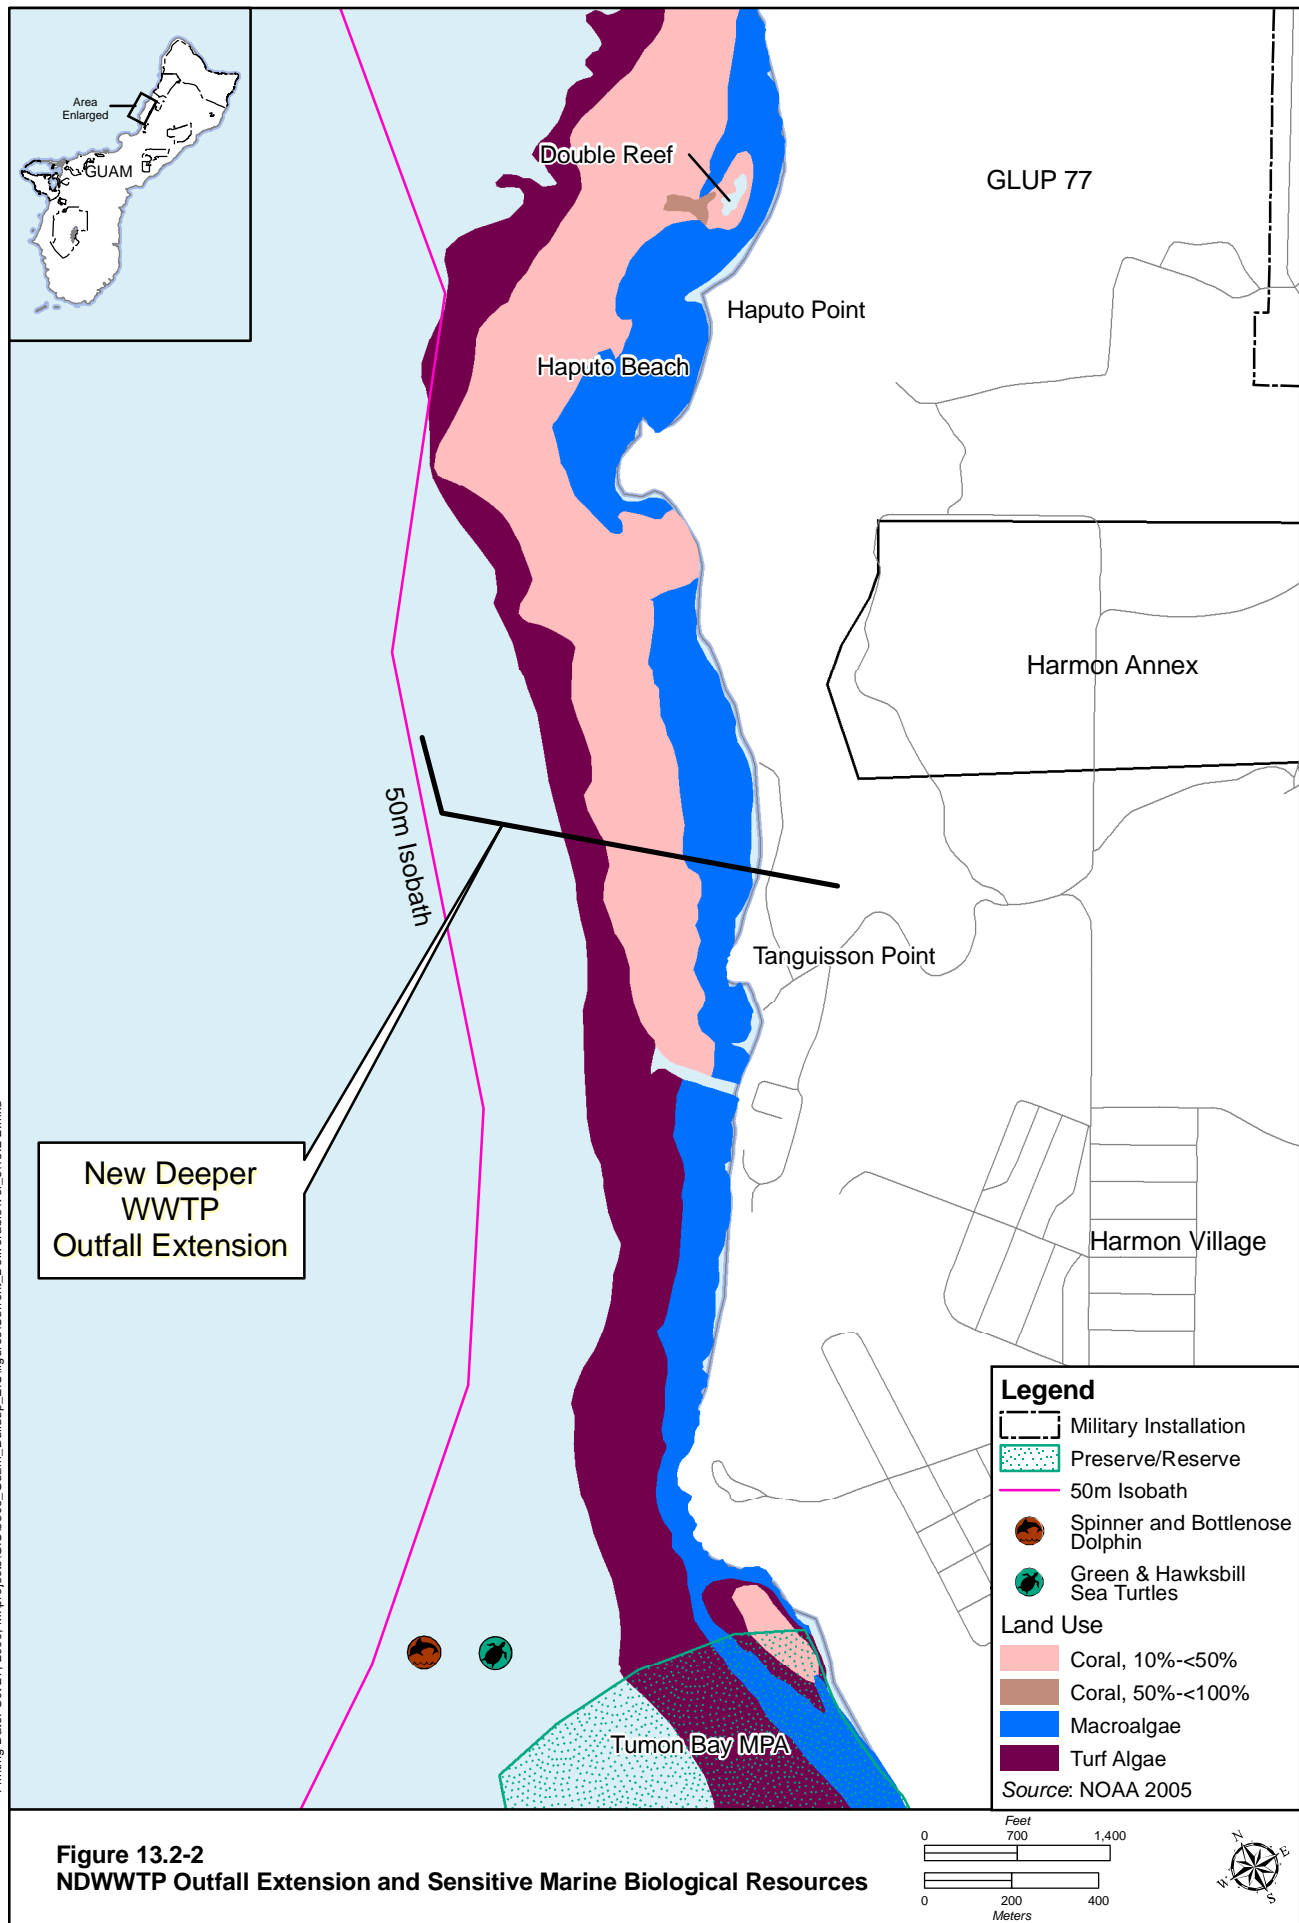 Area
Enlarged
GUAM
Double Reef
GLUP 77
Haputo Point
Haputo Beach
Harmon Annex
50m Isobath
Tanguisson Point
New Deeper
WWTP
Outfall Extension
Harmon Village
Tumon Bay MPA
Legend
Military Installation
Preserve/Reserve
50m Isobath
Spinner and Bottlenose
Dolphin
Green & Hawksbill
Sea Turtles
Land Use
Coral, 10%-<50%
Coral, 50%-<100%
Macroalgae
Turf Algae
Source: NOAA 2005
Figure 13.2-2
NDWWTP Outfall Extension and Sensitive Marine Biological Resources
Feet
0 700 1,400
0 200 400
Meters
N
E
S
W